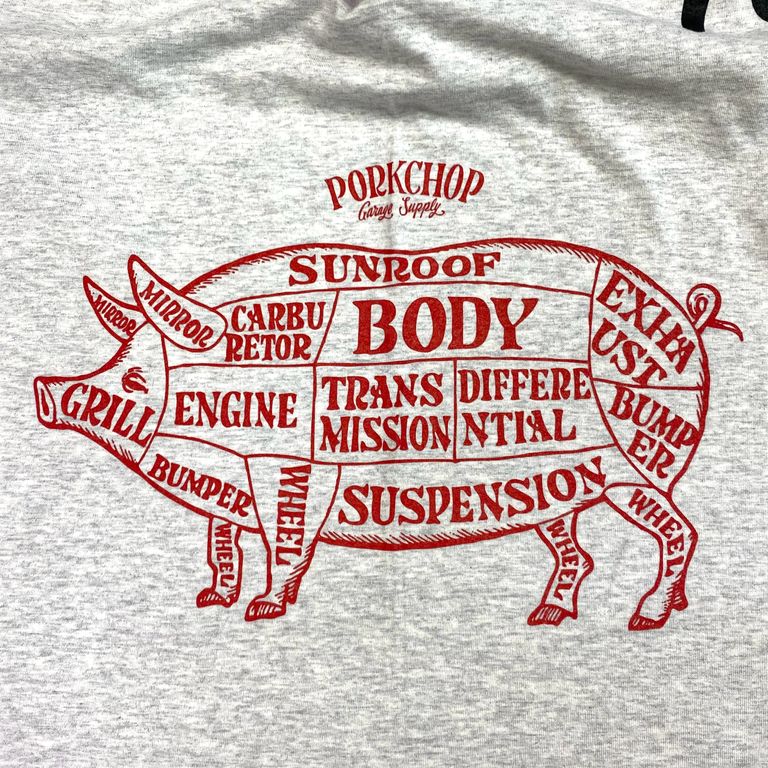 PORKCHOP
Garage Supply
SUNROOF
MIRROR
MIRROR
CARBU
RETOR
BODY
EXHA
UST
GRILL
ENGINE
TRANS
MISSION
DIFFERE
NTIAL
BUMP
ER
BUMPER
WHEEL
SUSPENSION
WHEEL
WHEEL
WHEEL